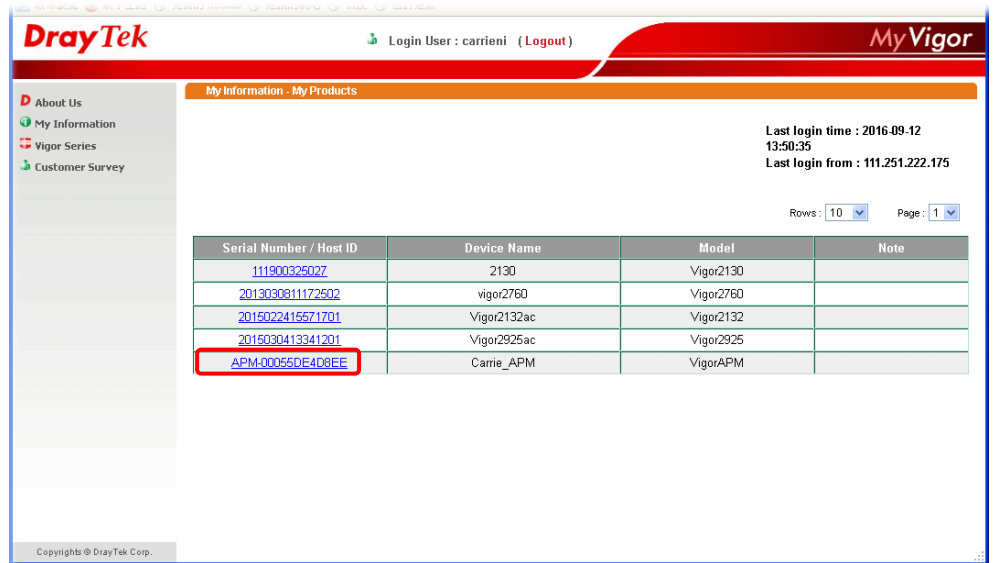 DrayTek
Login User : carrieni ( Logout )
MyVigor
About Us
My Information
Vigor Series
Customer Survey
My Information - My Products
Last login time : 2016-09-12
13:50:35
Last login from : 111.251.222.175
Rows : 10 Page : 1
Serial Number / Host ID Device Name Model Note
111900325027 2130 Vigor2130
2013030811172502 vigor2760 Vigor2760
2015022415571701 Vigor2132ac Vigor2132
2015030413341201 Vigor2925ac Vigor2925
APM-00055DE4D8EE Carrie_APM VigorAPM
Copyrights © DrayTek Corp.